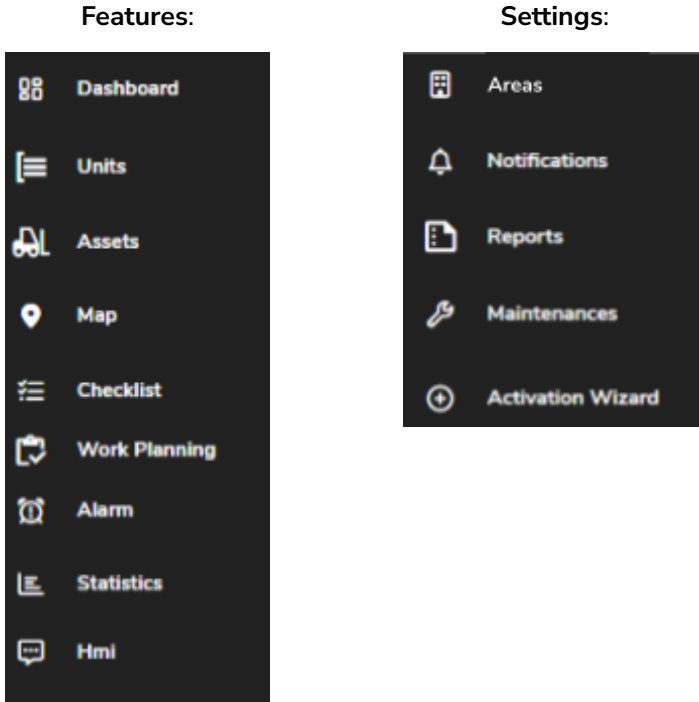 Features:
Dashboard
Units
Assets
Map
Checklist
Work Planning
Alarm
Statistics
Hmi
Settings:
Areas
Notifications
Reports
Maintenances
Activation Wizard